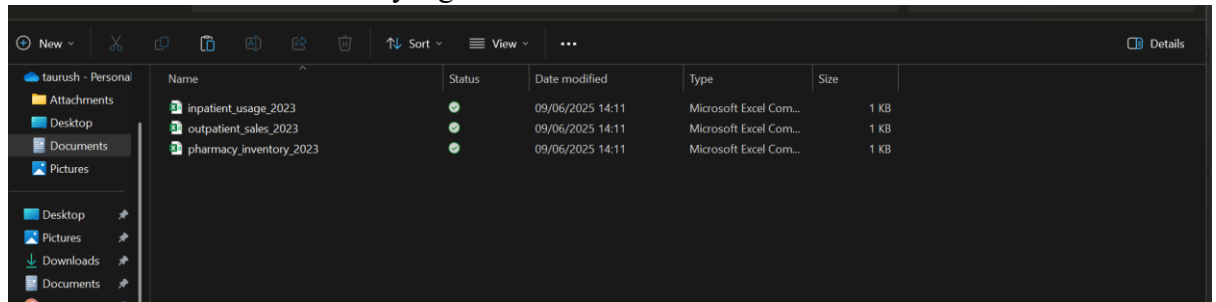 New
Sort
View
...
Details
taurush - Personal
Attachments
Desktop
Documents
Pictures
Desktop
Pictures
Downloads
Documents
Name Status Date modified Type Size
inpatient_usage_2023 09/06/2025 14:11 Microsoft Excel Com... 1 KB
outpatient_sales_2023 09/06/2025 14:11 Microsoft Excel Com... 1 KB
pharmacy_inventory_2023 09/06/2025 14:11 Microsoft Excel Com... 1 KB